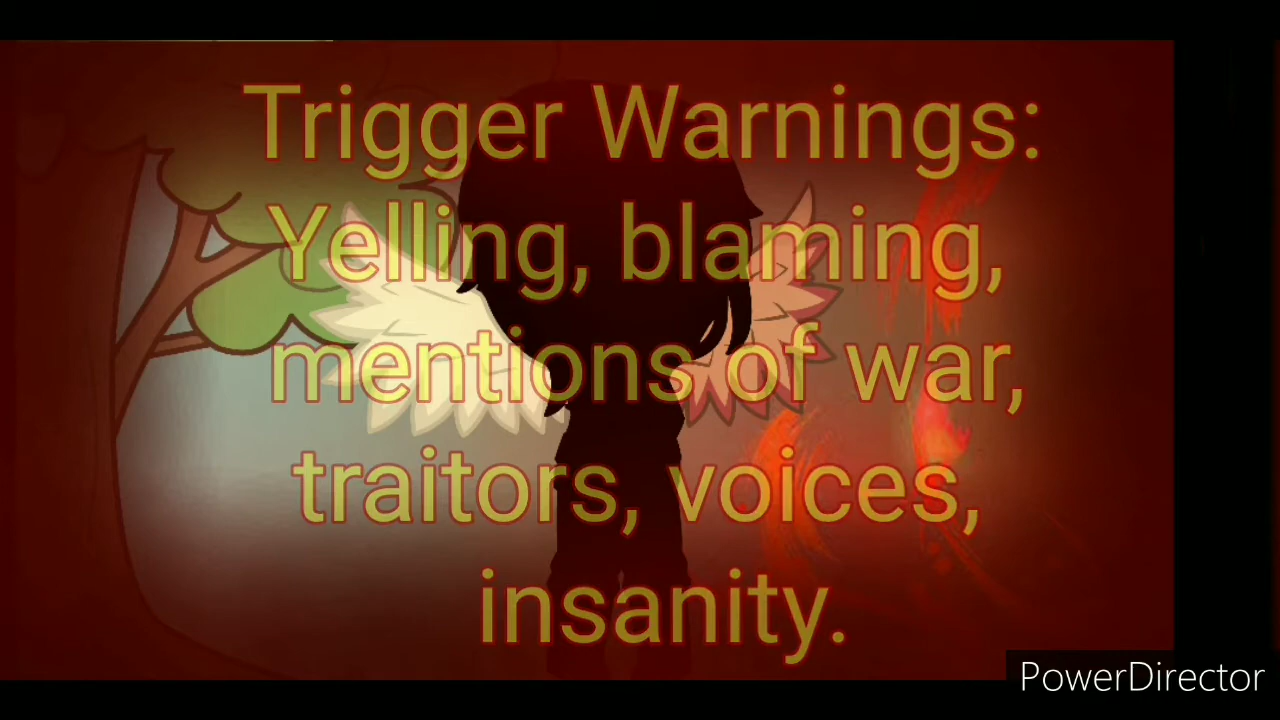 Trigger Warnings:
Yelling, blaming,
mentions of war,
traitors, voices,
insanity.
PowerDirector